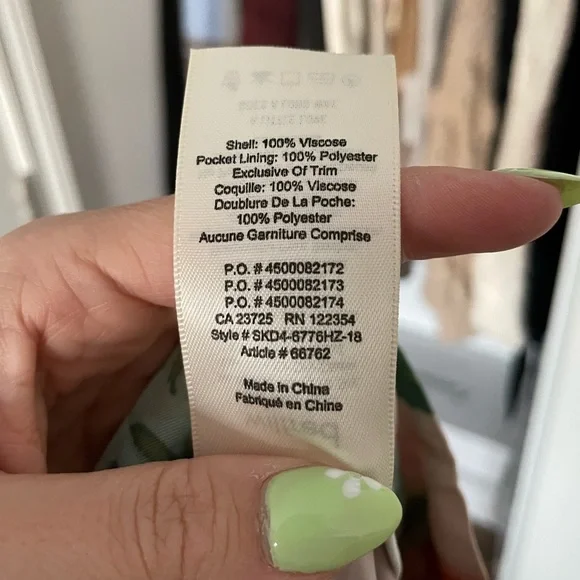 Shell: 100% Viscose
Pocket Lining: 100% Polyester
Exclusive Of Trim
Coquille: 100% Viscose
Doublure De La Poche:
100% Polyester
Aucune Garniture Comprise
P.O. # 4500082172
P.O. # 4500082173
P.O. # 4500082174
CA 23725 RN 122354
Style # SKD4-6776HZ-18
Article # 66762
Made in China
Fabriqué en Chine